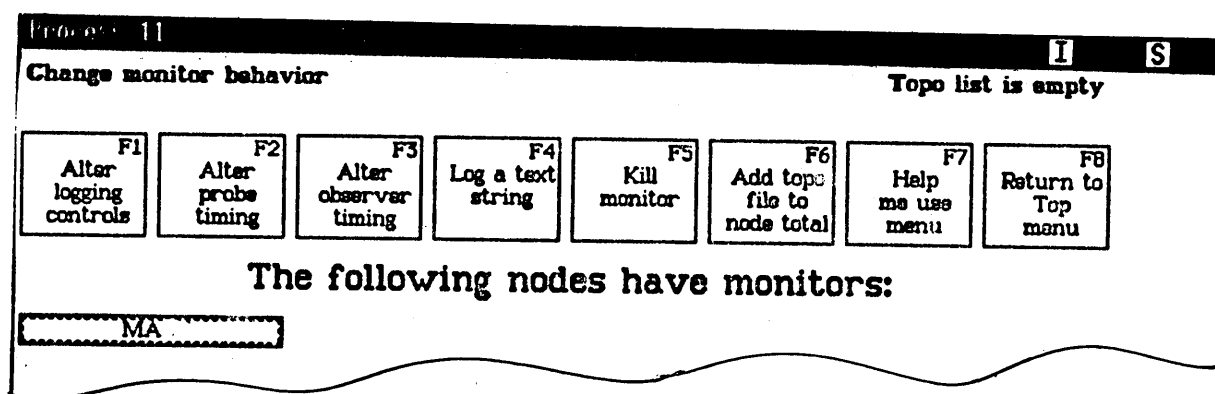 Process 11
I S
Change monitor behavior
Topo list is empty
F1 Alter logging controls
F2 Alter probe timing
F3 Alter observer timing
F4 Log a text string
F5 Kill monitor
F6 Add topo file to node total
F7 Help me use menu
F8 Return to Top menu
The following nodes have monitors:
MA